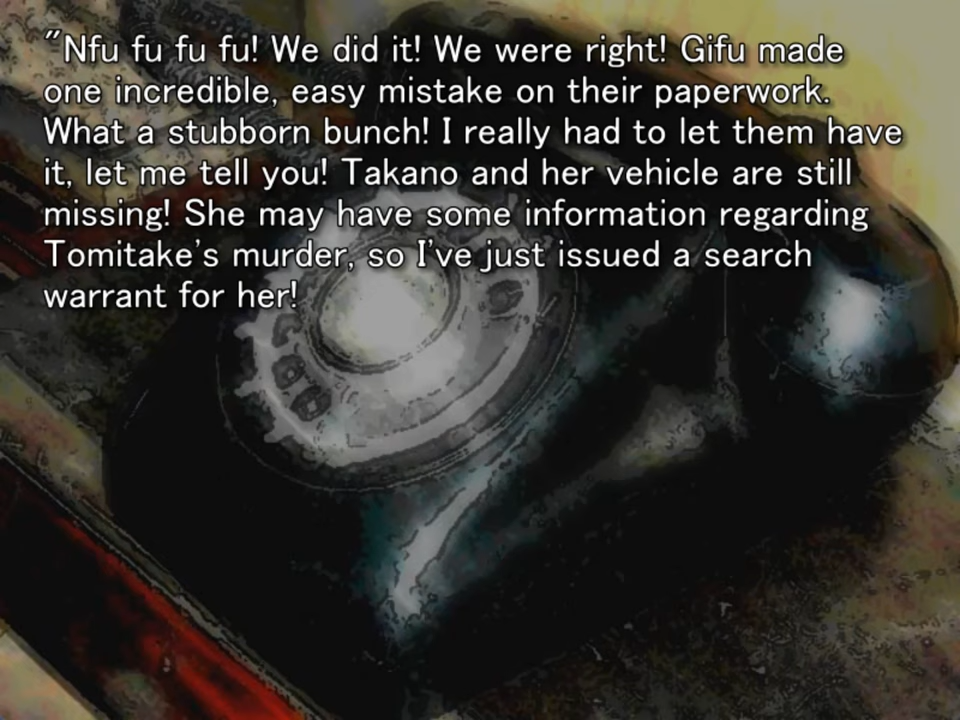 "Nfu fu fu fu! We did it! We were right! Gifu made
one incredible, easy mistake on their paperwork.
What a stubborn bunch! I really had to let them have
it, let me tell you! Takano and her vehicle are still
missing! She may have some information regarding
Tomitake's murder, so I've just issued a search
warrant for her!